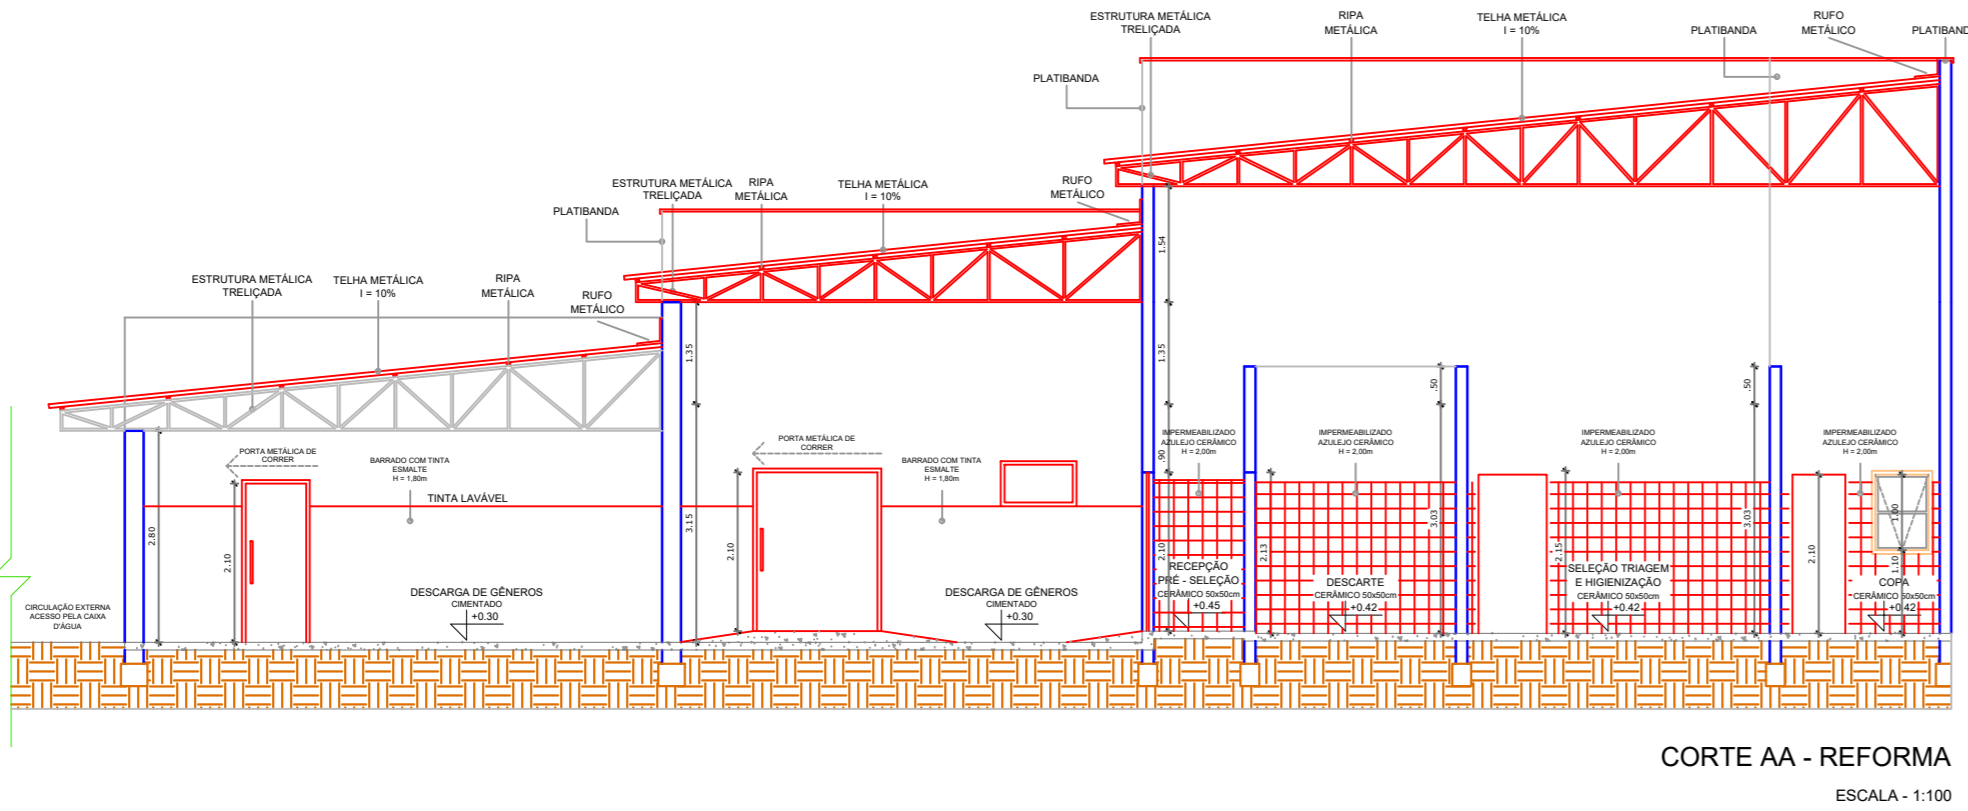 ESTRUTURA METÁLICA
TRELIÇADA
RIPA
METÁLICA
TELHA METÁLICA
I = 10%
PLATIBANDA
RUFO
METÁLICO
PLATIBAND
PLATIBANDA
ESTRUTURA METÁLICA
TRELIÇADA
RIPA
METÁLICA
TELHA METÁLICA
I = 10%
RUFO
METÁLICO
PLATIBANDA
ESTRUTURA METÁLICA
TRELIÇADA
TELHA METÁLICA
I = 10%
RIPA
METÁLICA
RUFO
METÁLICO
1.54
1.35
1.35
.50
.50
.90
PORTA METÁLICA DE
CORRER
BARRADO COM TINTA
ESMALTE
H = 1,80m
TINTA LAVÁVEL
PORTA METÁLICA DE
CORRER
BARRADO COM TINTA
ESMALTE
H = 1,80m
IMPERMEABILIZADO
AZULEJO CERÂMICO
H = 2,00m
IMPERMEABILIZADO
AZULEJO CERÂMICO
H = 2,00m
IMPERMEABILIZADO
AZULEJO CERÂMICO
H = 2,00m
IMPERMEABILIZADO
AZULEJO CERÂMICO
H = 2,00m
2.80
2.10
3.15
2.10
2.10
2.13
3.03
2.15
3.03
2.10
1.00
1.10
CIRCULAÇÃO EXTERNA
ACESSO PELA CAIXA
D'ÁGUA
DESCARGA DE GÊNEROS
CIMENTADO
+0.30
DESCARGA DE GÊNEROS
CIMENTADO
+0.30
RECEPÇÃO
PRÉ - SELEÇÃO
CERÂMICO 50x50cm
+0.45
DESCARTE
CERÂMICO 50x50cm
+0.42
SELEÇÃO TRIAGEM
E HIGIENIZAÇÃO
CERÂMICO 50x50cm
+0.42
COPA
CERÂMICO 50x50cm
+0.42
CORTE AA - REFORMA
ESCALA - 1:100